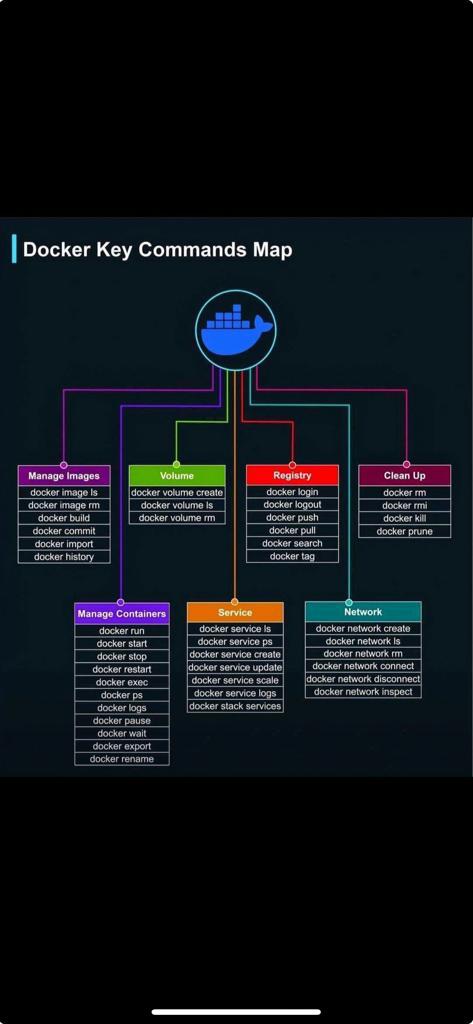 Docker Key Commands Map
Manage Images
docker image ls
docker image rm
docker build
docker commit
docker import
docker history
Volume
docker volume create
docker volume ls
docker volume rm
Registry
docker login
docker logout
docker push
docker pull
docker search
docker tag
Clean Up
docker rm
docker rmi
docker kill
docker prune
Manage Containers
docker run
docker start
docker stop
docker restart
docker exec
docker ps
docker logs
docker pause
docker wait
docker export
docker rename
Service
docker service ls
docker service ps
docker service create
docker service update
docker service scale
docker service logs
docker stack services
Network
docker network create
docker network ls
docker network rm
docker network connect
docker network disconnect
docker network inspect